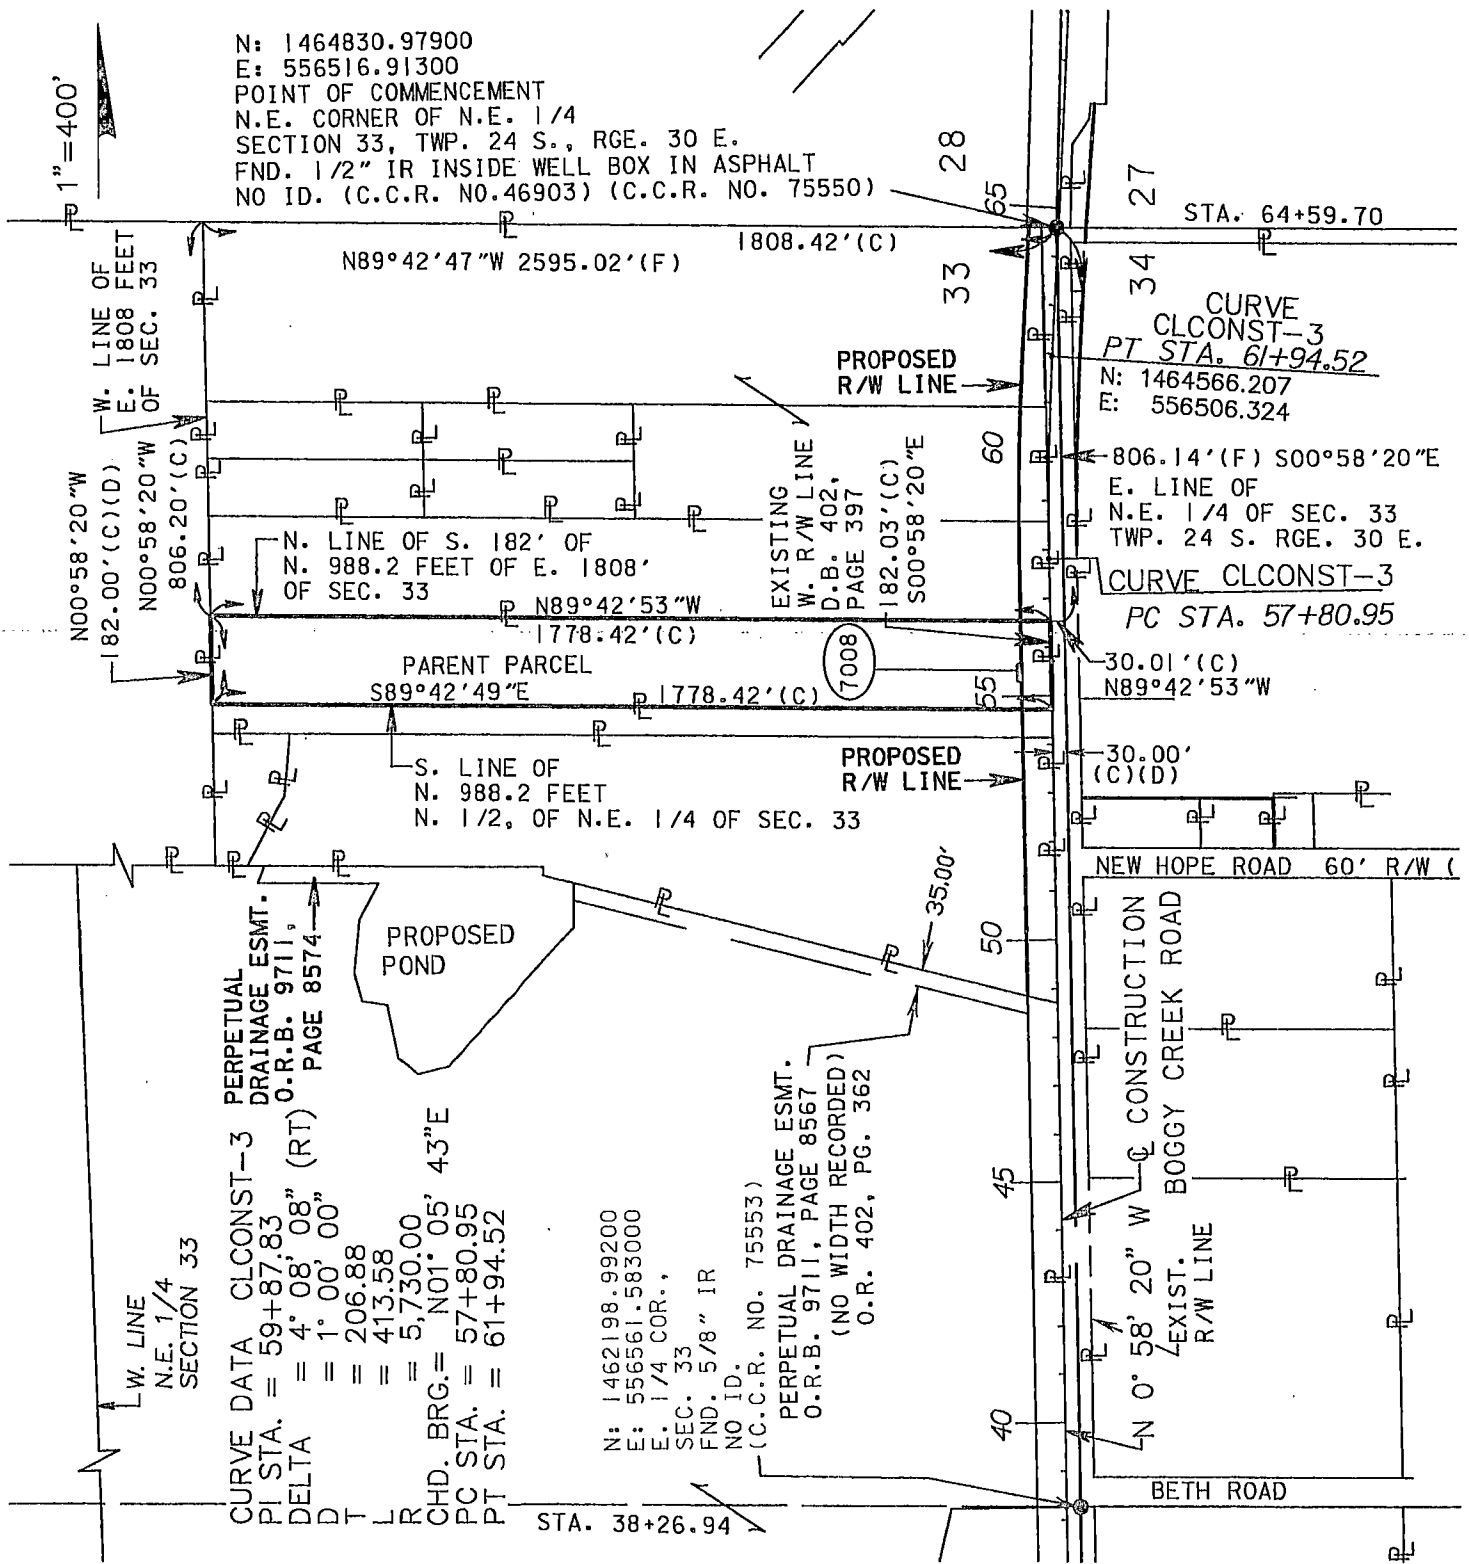 1"=400'
N: 1464830.97900
E: 556516.91300
POINT OF COMMENCEMENT
N.E. CORNER OF N.E. 1/4
SECTION 33, TWP. 24 S., RGE. 30 E.
FND. 1/2" IR INSIDE WELL BOX IN ASPHALT
NO ID. (C.C.R. NO.46903) (C.C.R. NO. 75550)
28
65
27
STA. 64+59.70
33
34
1808.42'(C)
N89°42'47"W 2595.02'(F)
W. LINE OF
E. 1808 FEET
OF SEC. 33
CURVE
CLCONST-3
PT STA. 61+94.52
N: 1464566.207
E: 556506.324
PROPOSED
R/W LINE
60
806.14'(F) S00°58'20"E
E. LINE OF
N.E. 1/4 OF SEC. 33
TWP. 24 S. RGE. 30 E.
CURVE CLCONST-3
PC STA. 57+80.95
N00°58'20"W
182.00'(C)(D)
N00°58'20"W
806.20'(C)
EXISTING
W. R/W LINE
D.B. 402,
PAGE 397
182.03'(C)
S00°58'20"E
N. LINE OF S. 182' OF
N. 988.2 FEET OF E. 1808'
OF SEC. 33
N89°42'53"W
1778.42'(C)
PARENT PARCEL
S89°42'49"E
1778.42'(C)
7008
55
30.01'(C)
N89°42'53"W
30.00'
(C)(D)
PROPOSED
R/W LINE
S. LINE OF
N. 988.2 FEET
N. 1/2, OF N.E. 1/4 OF SEC. 33
NEW HOPE ROAD 60' R/W (
35.00'
50
PERPETUAL
DRAINAGE ESMT.
O.R.B. 9711,
PAGE 8574
PROPOSED
POND
CONSTRUCTION
BOGGY CREEK ROAD
PERPETUAL DRAINAGE ESMT.
O.R.B. 9711, PAGE 8567
(NO WIDTH RECORDED)
O.R. 402, PG. 362
45
W. LINE
N.E. 1/4
SECTION 33
CURVE DATA CLCONST-3
PI STA. = 59+87.83
DELTA = 4° 08' 08" (RT)
D = 1° 00' 00"
T = 206.88
L = 413.58
R = 5,730.00
CHD. BRG.= N01° 05' 43"E
PC STA. = 57+80.95
PT STA. = 61+94.52
N: 1462198.99200
E: 556561.583000
E. 1/4 COR.,
SEC. 33
FND. 5/8" IR
NO ID.
(C.C.R. NO. 75553)
N 0° 58' 20" W
EXIST.
R/W LINE
40
BETH ROAD
STA. 38+26.94